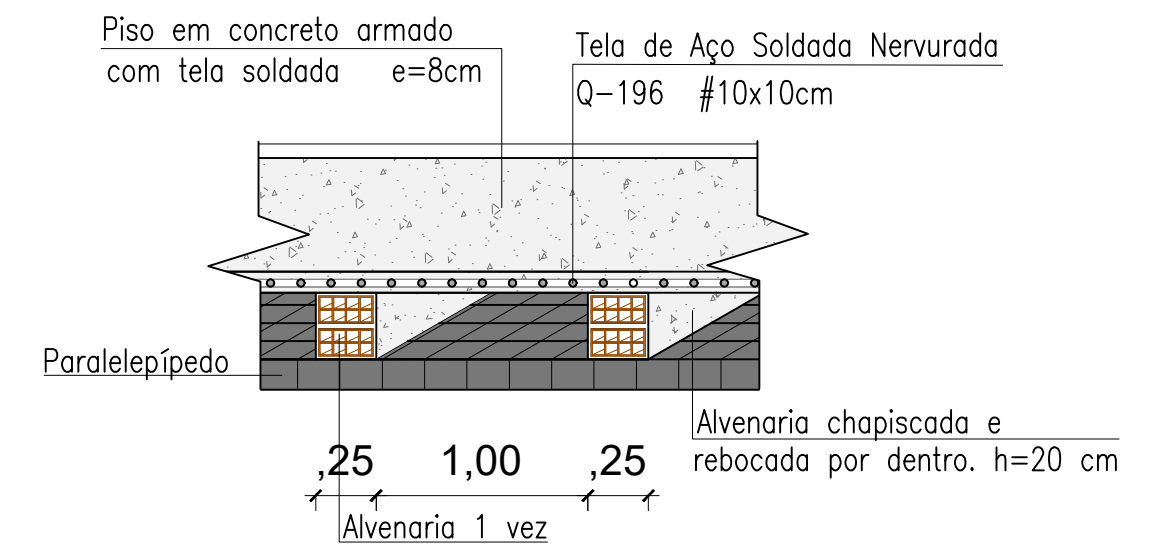 Piso em concreto armado
com tela soldada e=8cm
Tela de Aço Soldada Nervurada
Q-196 #10x10cm
Paralelepípedo
Alvenaria chapiscada e
rebocada por dentro. h=20 cm
,25 1,00 ,25
Alvenaria 1 vez